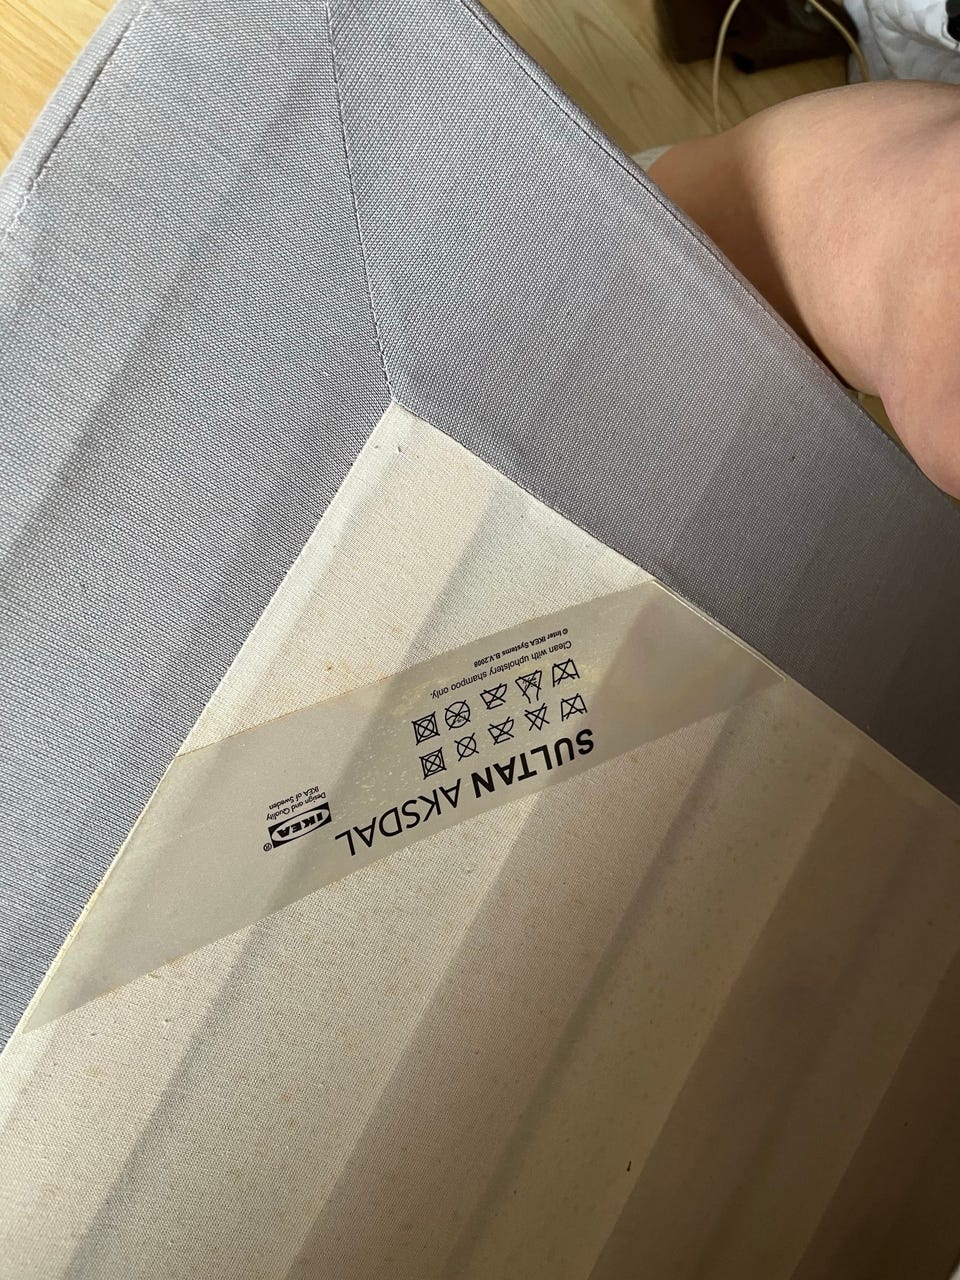 SULTAN AKSDAL
Clean with upholstery shampoo only.
© Inter IKEA Systems B.V.2008
IKEA®
Design and Quality
IKEA of Sweden